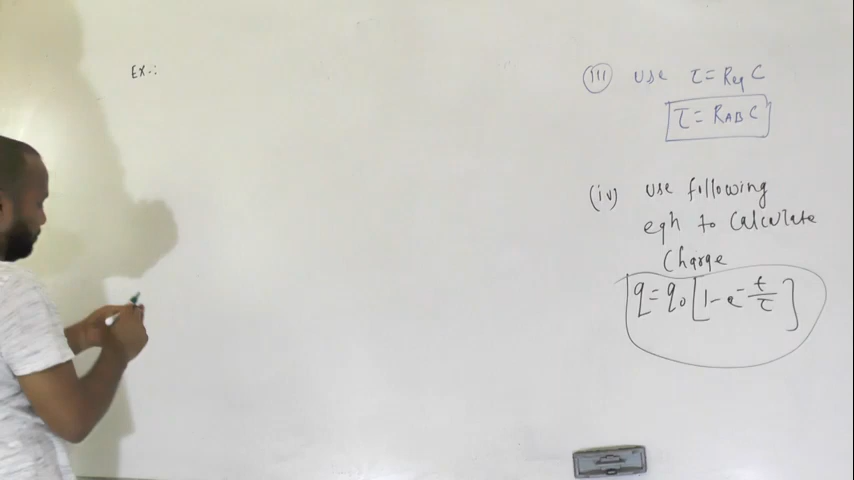 Ex.:
(iii) use τ = Req C
τ = RAB C
(iv) use following
eqn to calculate
Charge
q = q0 [1 - e^-t/τ]